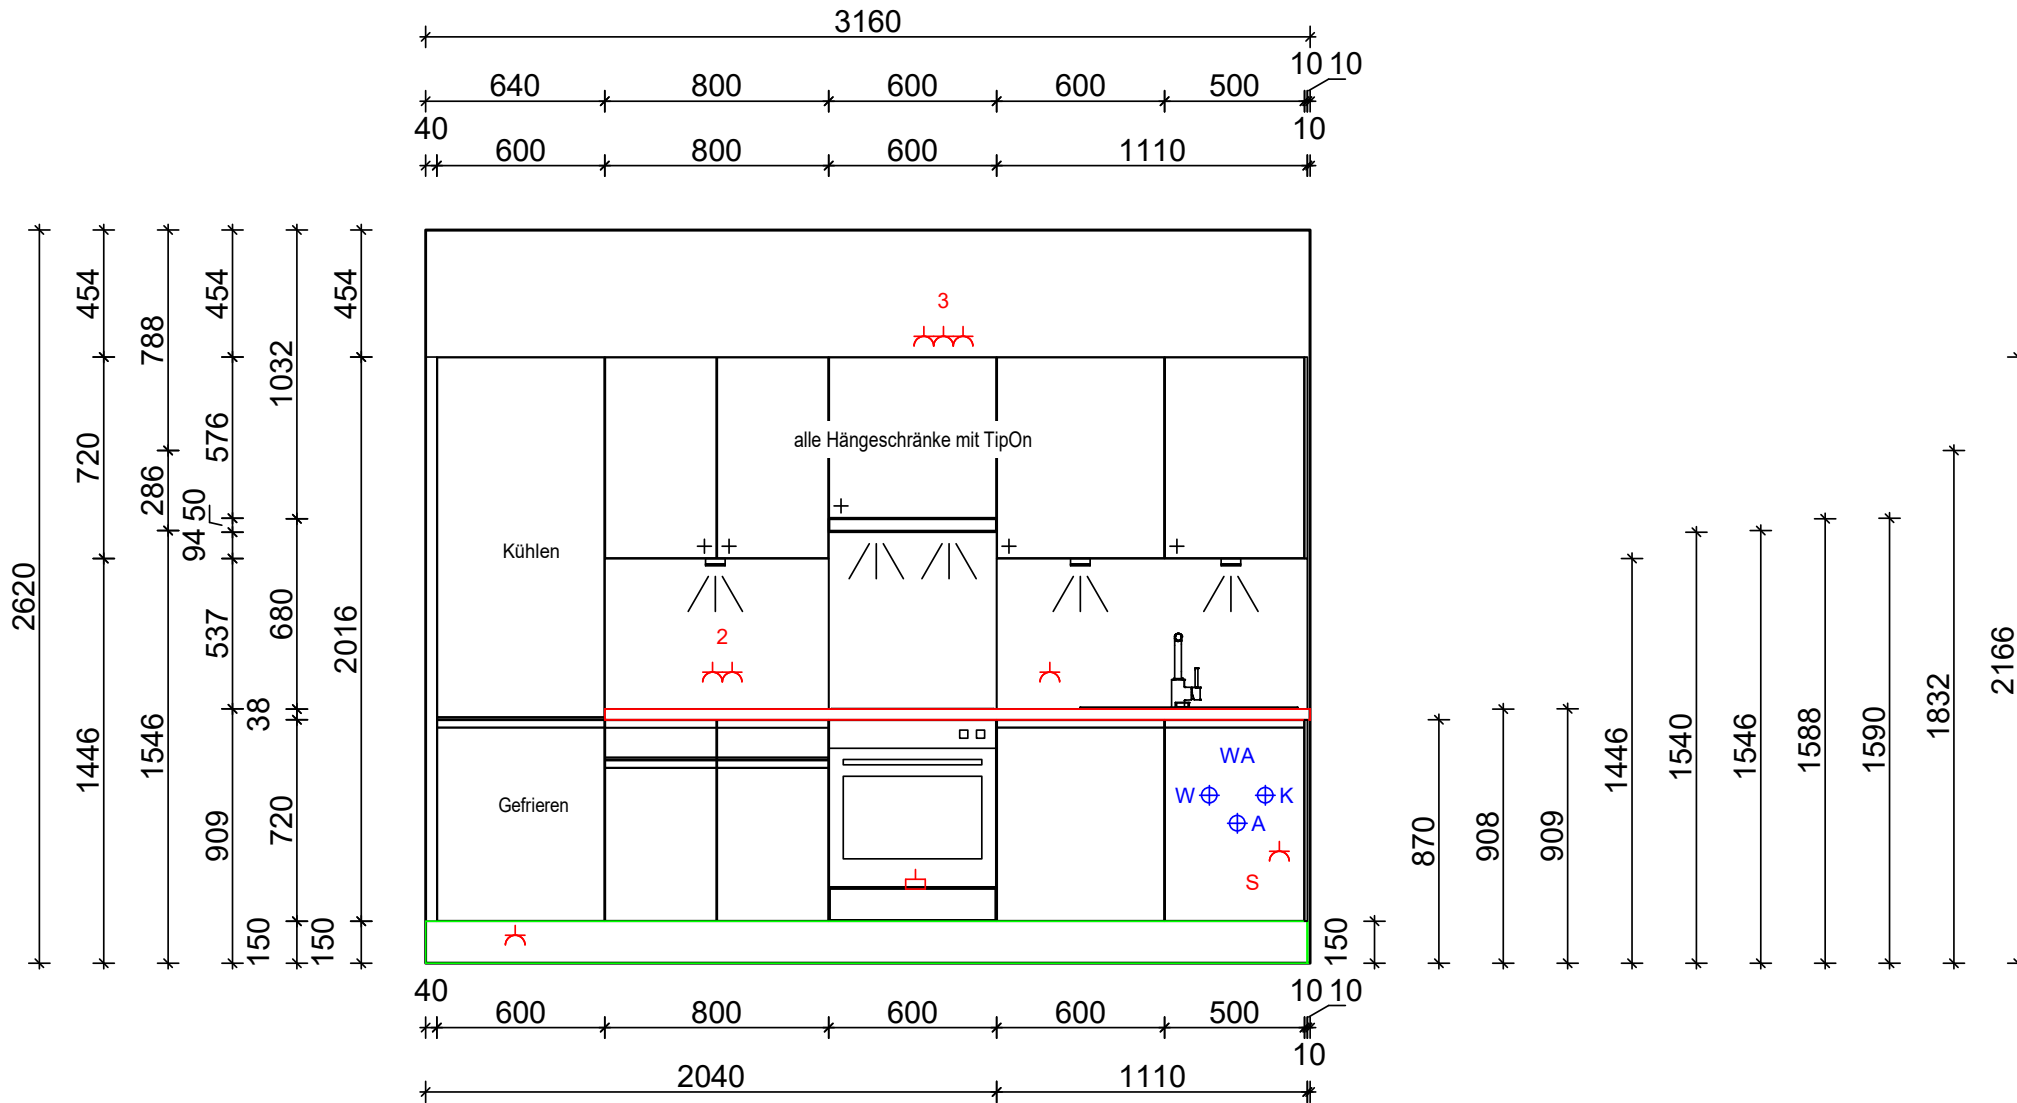 3160
10 10
640 800 600 600 500
40 10
600 800 600 1110
454 454 454
3
788
1032
720 576
alle Hängeschränke mit TipOn
286
50
94
Kühlen
2620
537 680 2016
2
38
1446 1546
909 720
150 150
Gefrieren
WA
W K
A
S
150
870 908 909 1446 1540 1546 1588 1590 1832 2166
40 10 10
600 800 600 600 500
10
2040 1110